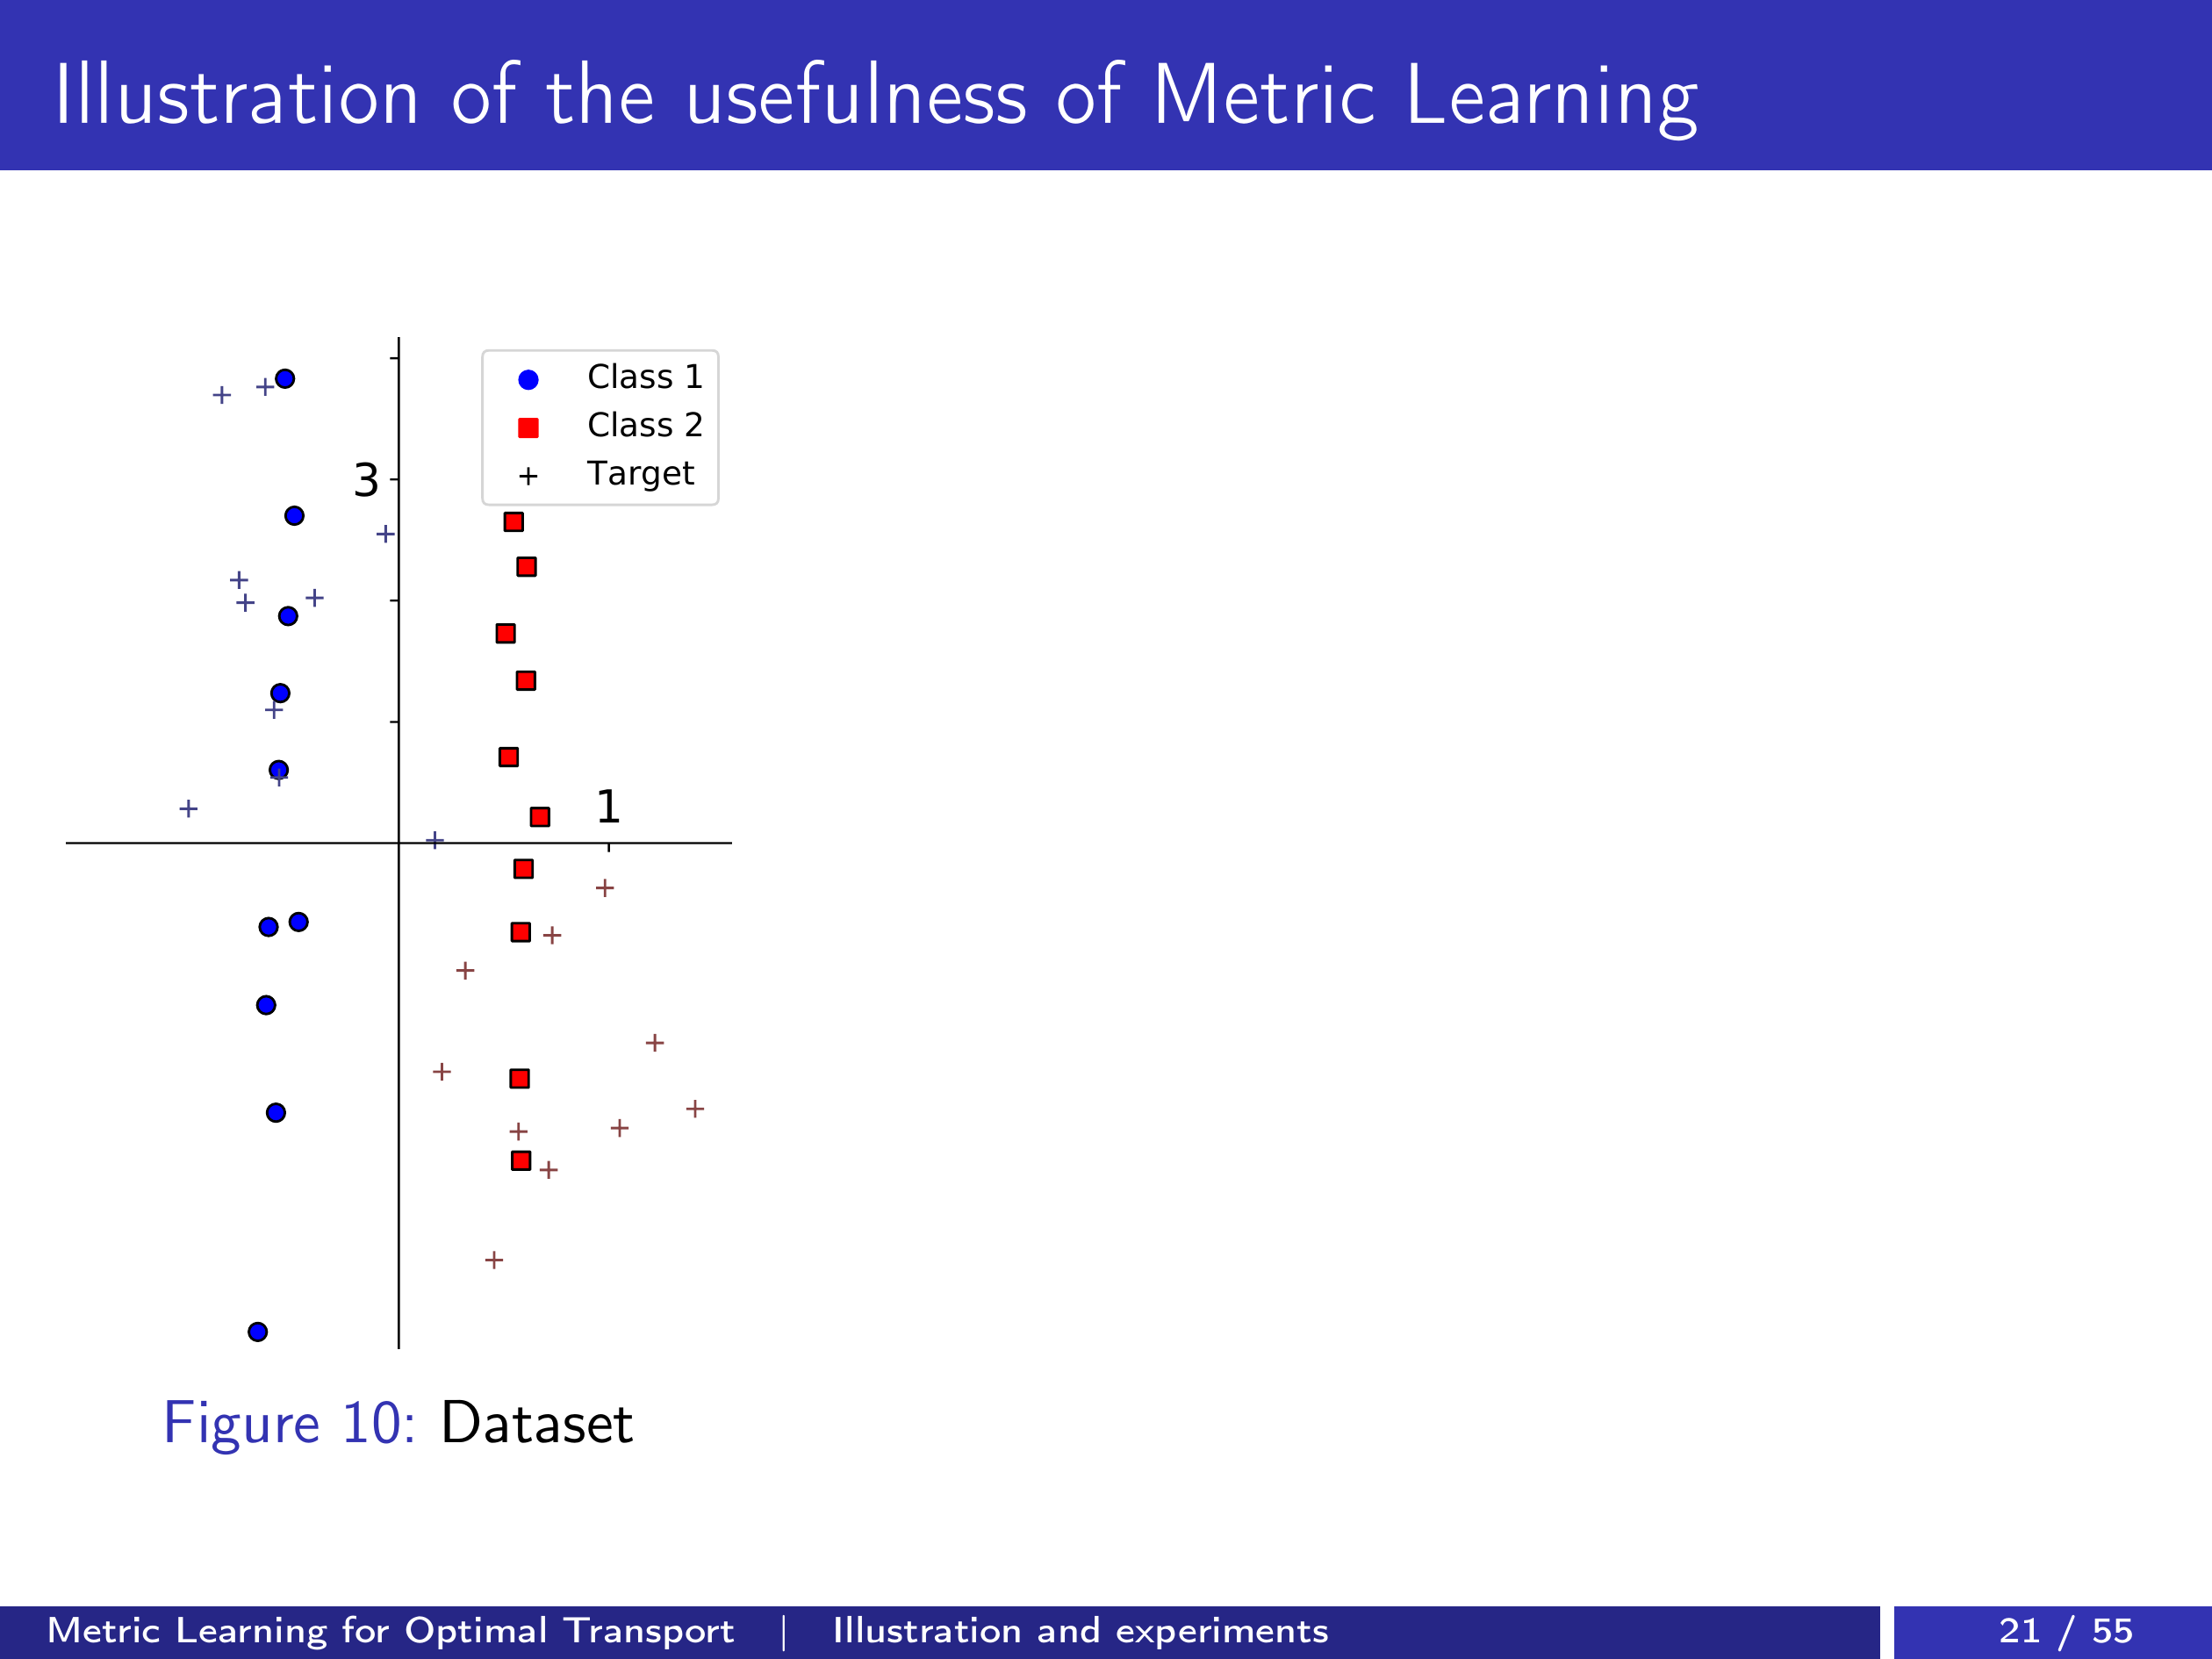 Illustration of the usefulness of Metric Learning
Class 1
Class 2
Target
3
1
Figure 10: Dataset
Metric Learning for Optimal Transport | Illustration and experiments
21 / 55